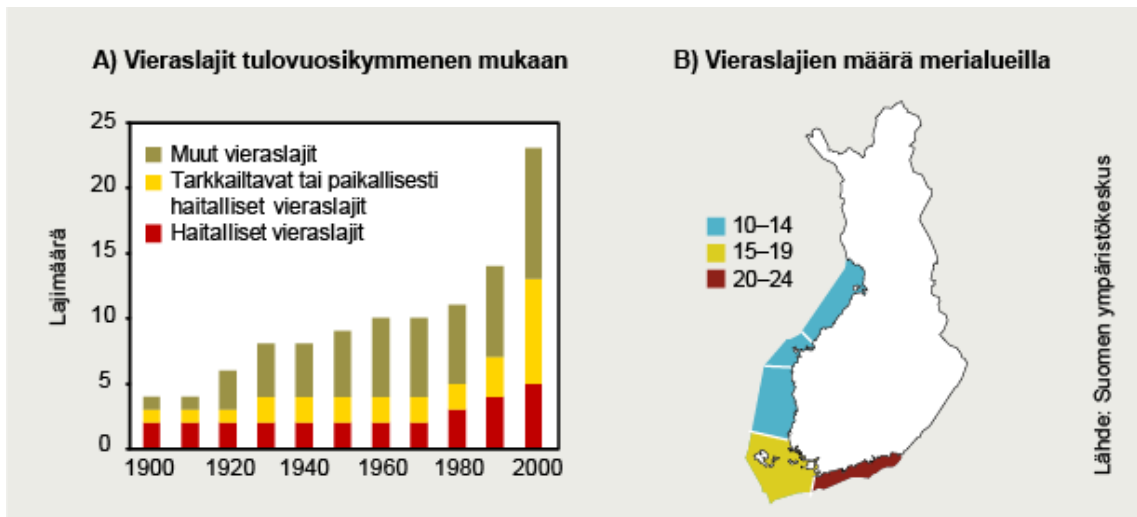 A) Vieraslajit tulovuosikymmenen mukaan
25
20
15
10
5
0
Lajimäärä
Muut vieraslajit
Tarkkailtavat tai paikallisesti
haitalliset vieraslajit
Haitalliset vieraslajit
1900 1920 1940 1960 1980 2000
B) Vieraslajien määrä merialueilla
10–14
15–19
20–24
Lähde: Suomen ympäristökeskus